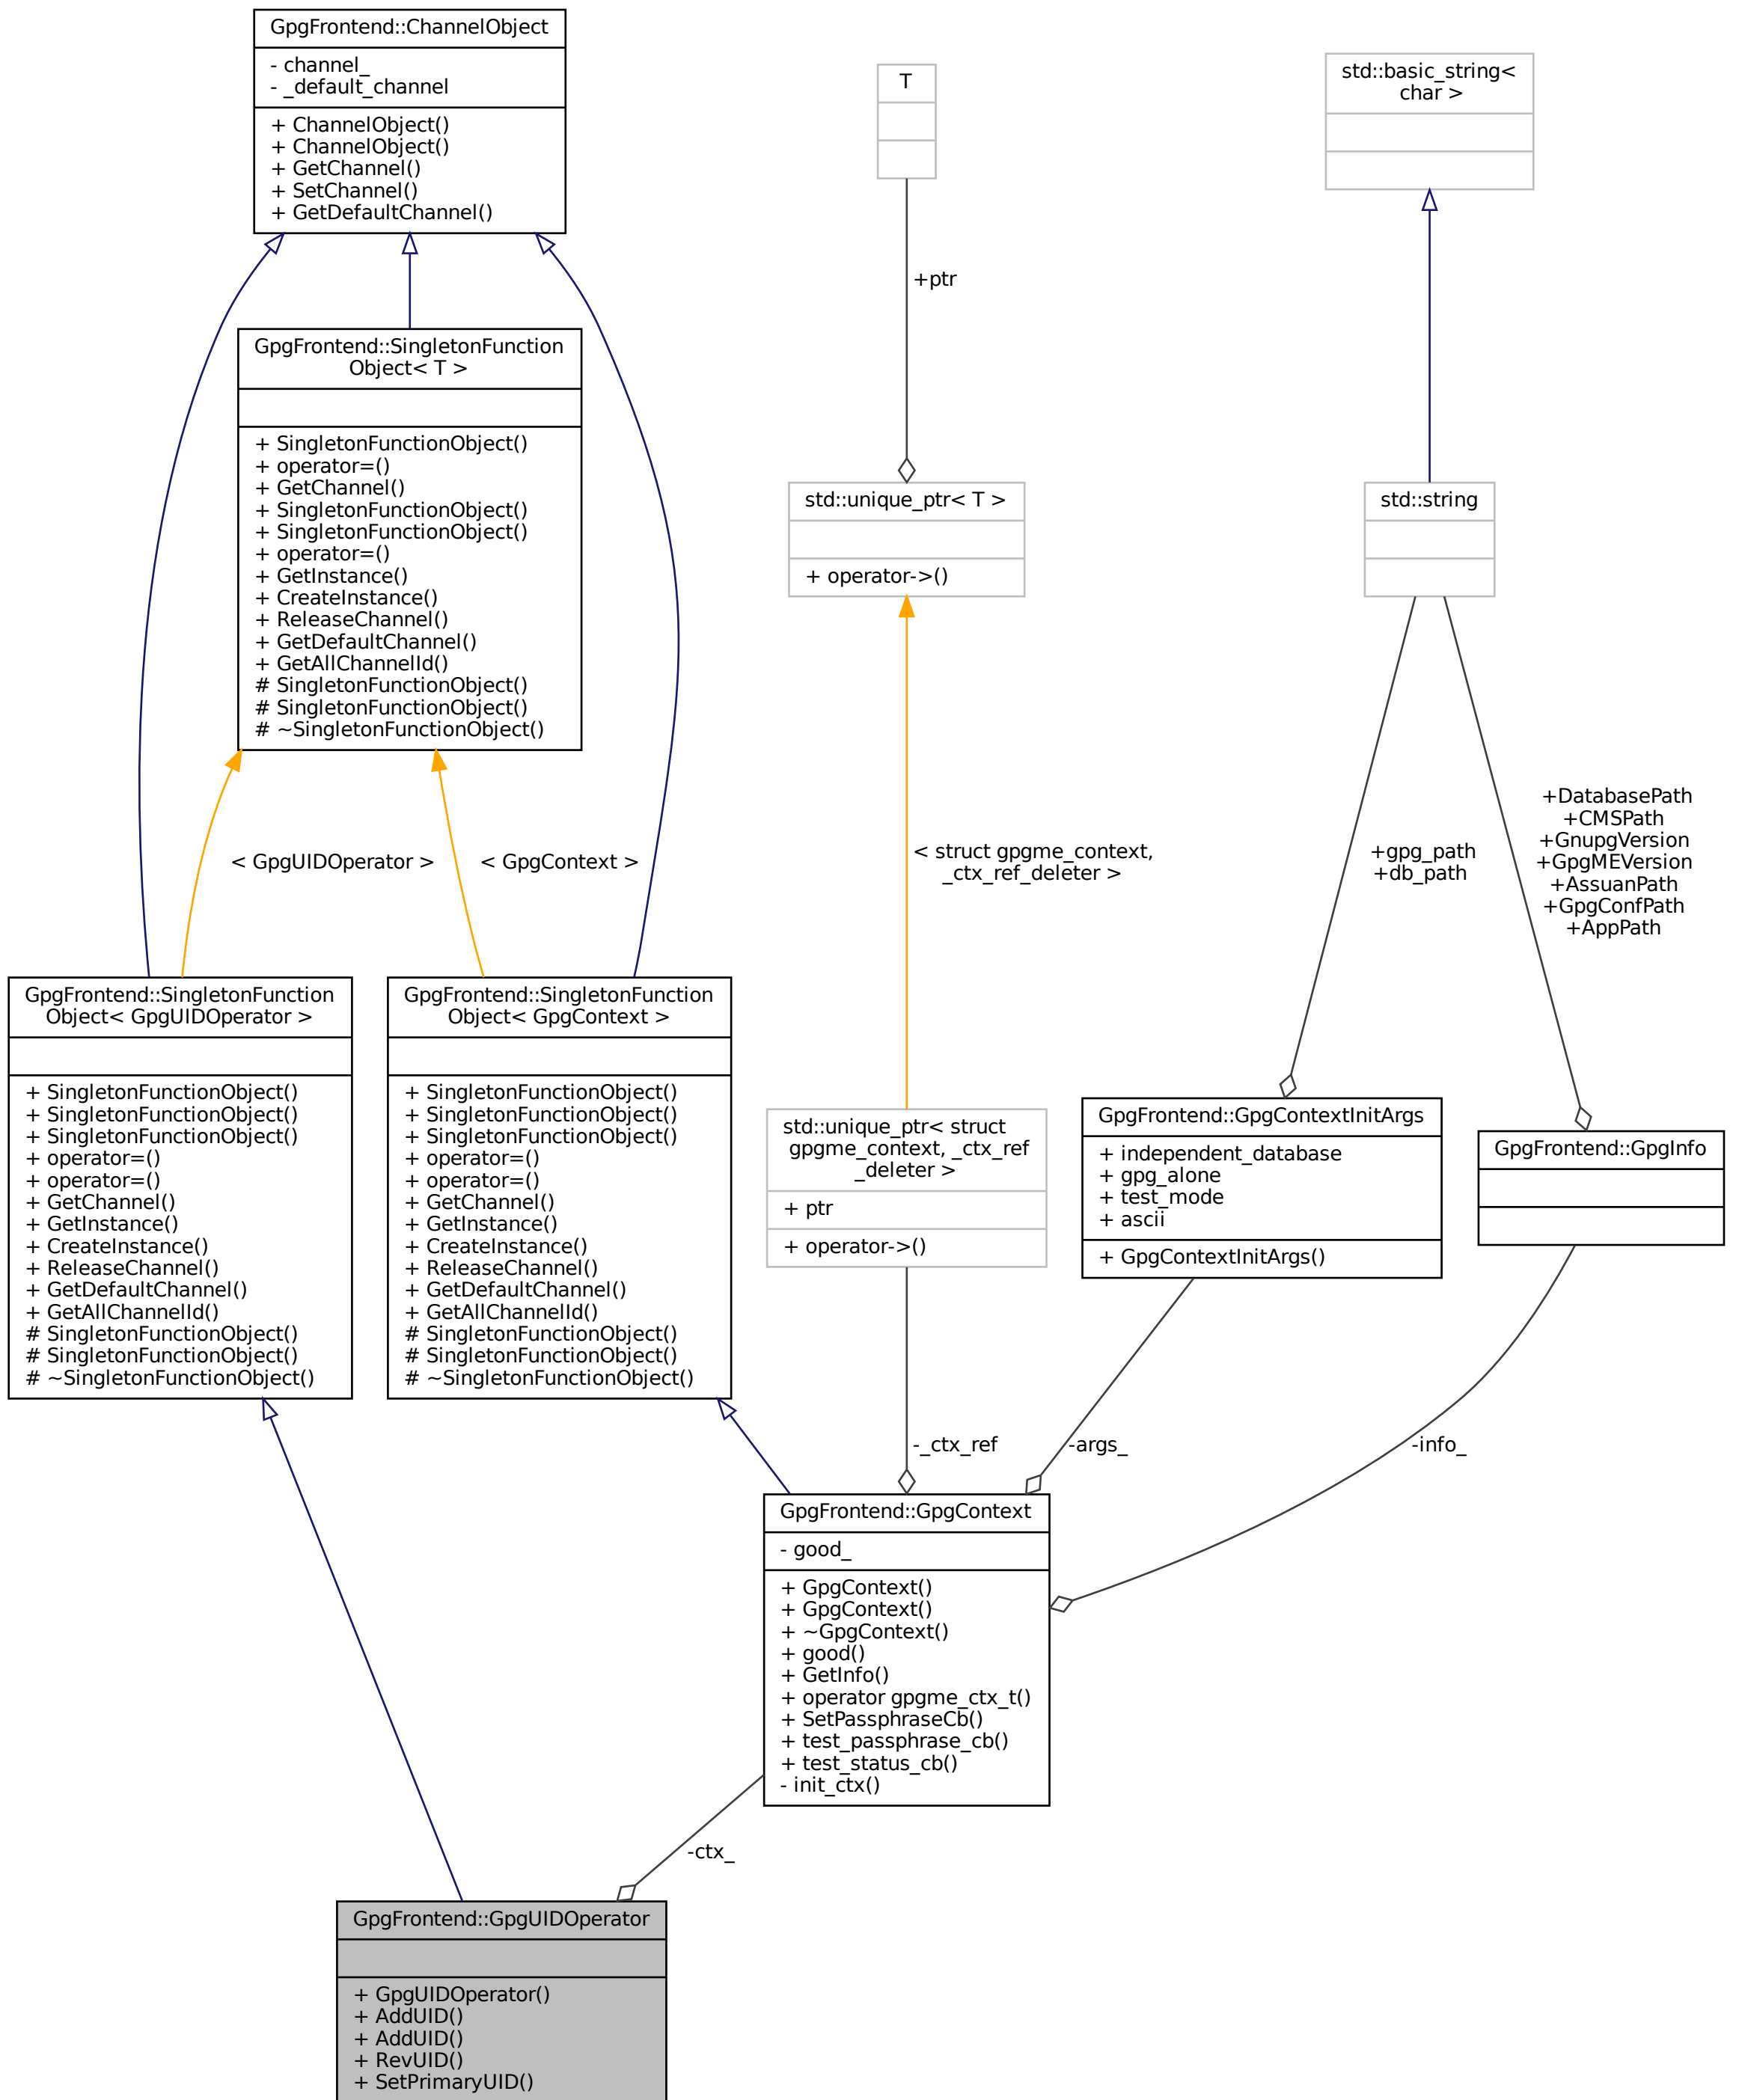 GpgFrontend::ChannelObject
- channel_
- _default_channel
+ ChannelObject()
+ ChannelObject()
+ GetChannel()
+ SetChannel()
+ GetDefaultChannel()
T
std::basic_string<
char >
+ptr
GpgFrontend::SingletonFunction
Object< T >
+ SingletonFunctionObject()
+ operator=()
+ GetChannel()
+ SingletonFunctionObject()
+ SingletonFunctionObject()
+ operator=()
+ GetInstance()
+ CreateInstance()
+ ReleaseChannel()
+ GetDefaultChannel()
+ GetAllChannelId()
# SingletonFunctionObject()
# SingletonFunctionObject()
# ~SingletonFunctionObject()
std::unique_ptr< T >
+ operator->()
std::string
< GpgUIDOperator >
< GpgContext >
< struct gpgme_context,
_ctx_ref_deleter >
+gpg_path
+db_path
+DatabasePath
+CMSPath
+GnupgVersion
+GpgMEVersion
+AssuanPath
+GpgConfPath
+AppPath
GpgFrontend::SingletonFunction
Object< GpgUIDOperator >
+ SingletonFunctionObject()
+ SingletonFunctionObject()
+ SingletonFunctionObject()
+ operator=()
+ operator=()
+ GetChannel()
+ GetInstance()
+ CreateInstance()
+ ReleaseChannel()
+ GetDefaultChannel()
+ GetAllChannelId()
# SingletonFunctionObject()
# SingletonFunctionObject()
# ~SingletonFunctionObject()
GpgFrontend::SingletonFunction
Object< GpgContext >
+ SingletonFunctionObject()
+ SingletonFunctionObject()
+ SingletonFunctionObject()
+ operator=()
+ operator=()
+ GetChannel()
+ GetInstance()
+ CreateInstance()
+ ReleaseChannel()
+ GetDefaultChannel()
+ GetAllChannelId()
# SingletonFunctionObject()
# SingletonFunctionObject()
# ~SingletonFunctionObject()
std::unique_ptr< struct
gpgme_context, _ctx_ref
_deleter >
+ ptr
+ operator->()
GpgFrontend::GpgContextInitArgs
+ independent_database
+ gpg_alone
+ test_mode
+ ascii
+ GpgContextInitArgs()
GpgFrontend::GpgInfo
-_ctx_ref
-args_
-info_
GpgFrontend::GpgContext
- good_
+ GpgContext()
+ GpgContext()
+ ~GpgContext()
+ good()
+ GetInfo()
+ operator gpgme_ctx_t()
+ SetPassphraseCb()
+ test_passphrase_cb()
+ test_status_cb()
- init_ctx()
-ctx_
GpgFrontend::GpgUIDOperator
+ GpgUIDOperator()
+ AddUID()
+ AddUID()
+ RevUID()
+ SetPrimaryUID()